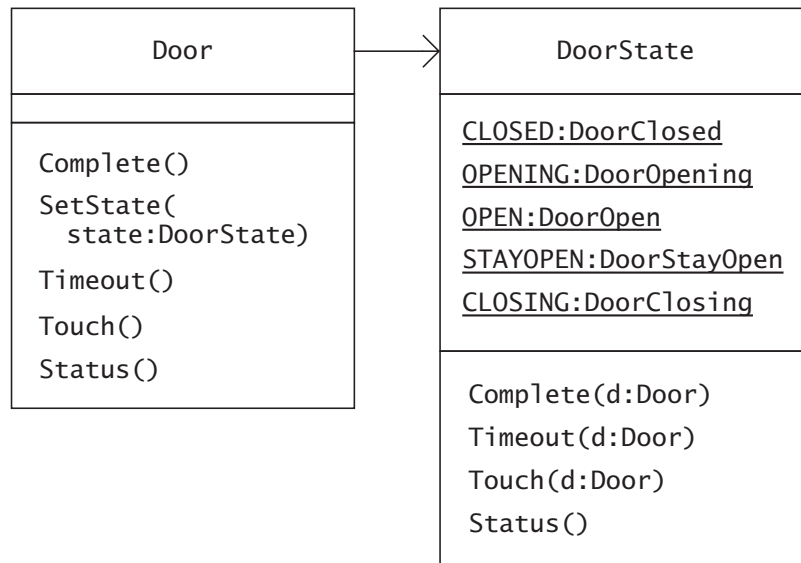 Door
Complete()
SetState(
state:DoorState)
Timeout()
Touch()
Status()
DoorState
CLOSED:DoorClosed
OPENING:DoorOpening
OPEN:DoorOpen
STAYOPEN:DoorStayOpen
CLOSING:DoorClosing
Complete(d:Door)
Timeout(d:Door)
Touch(d:Door)
Status()